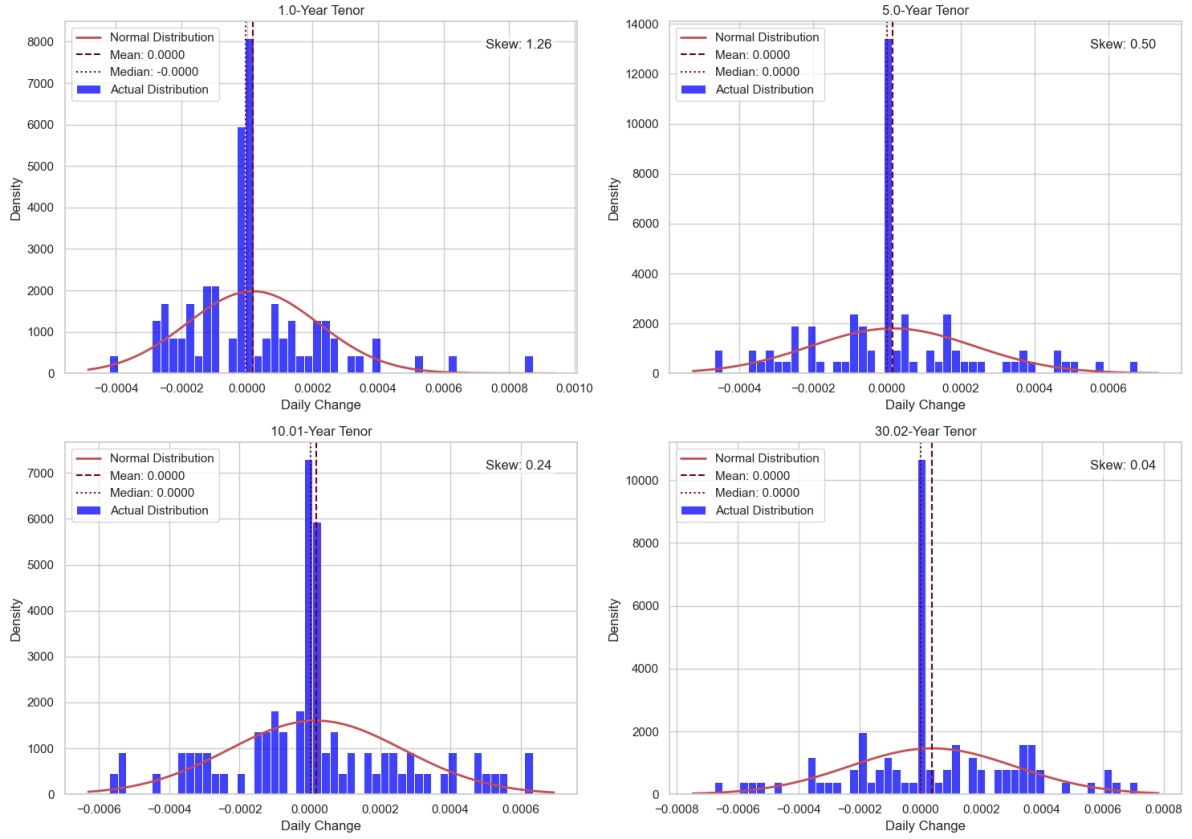 1.0-Year Tenor
Normal Distribution
Mean: 0.0000
Median: -0.0000
Actual Distribution
Skew: 1.26
8000
7000
6000
5000
4000
3000
2000
1000
0
Density
−0.0004 −0.0002 0.0000 0.0002 0.0004 0.0006 0.0008 0.0010
Daily Change
5.0-Year Tenor
Normal Distribution
Mean: 0.0000
Median: 0.0000
Actual Distribution
Skew: 0.50
14000
12000
10000
8000
6000
4000
2000
0
Density
−0.0004 −0.0002 0.0000 0.0002 0.0004 0.0006
Daily Change
10.01-Year Tenor
Normal Distribution
Mean: 0.0000
Median: 0.0000
Actual Distribution
Skew: 0.24
7000
6000
5000
4000
3000
2000
1000
0
Density
−0.0006 −0.0004 −0.0002 0.0000 0.0002 0.0004 0.0006
Daily Change
30.02-Year Tenor
Normal Distribution
Mean: 0.0000
Median: 0.0000
Actual Distribution
Skew: 0.04
10000
8000
6000
4000
2000
0
Density
−0.0008 −0.0006 −0.0004 −0.0002 0.0000 0.0002 0.0004 0.0006 0.0008
Daily Change